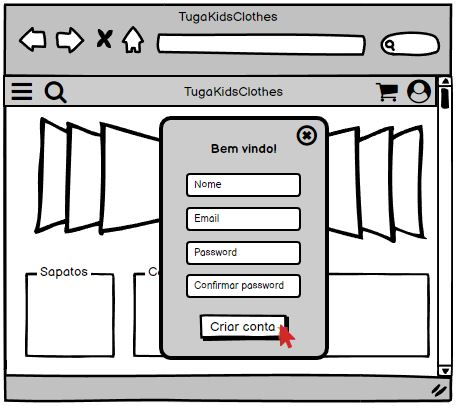 TugaKidsClothes
TugaKidsClothes
Bem vindo!
Nome
Email
Password
Confirmar password
Criar conta
Sapatos